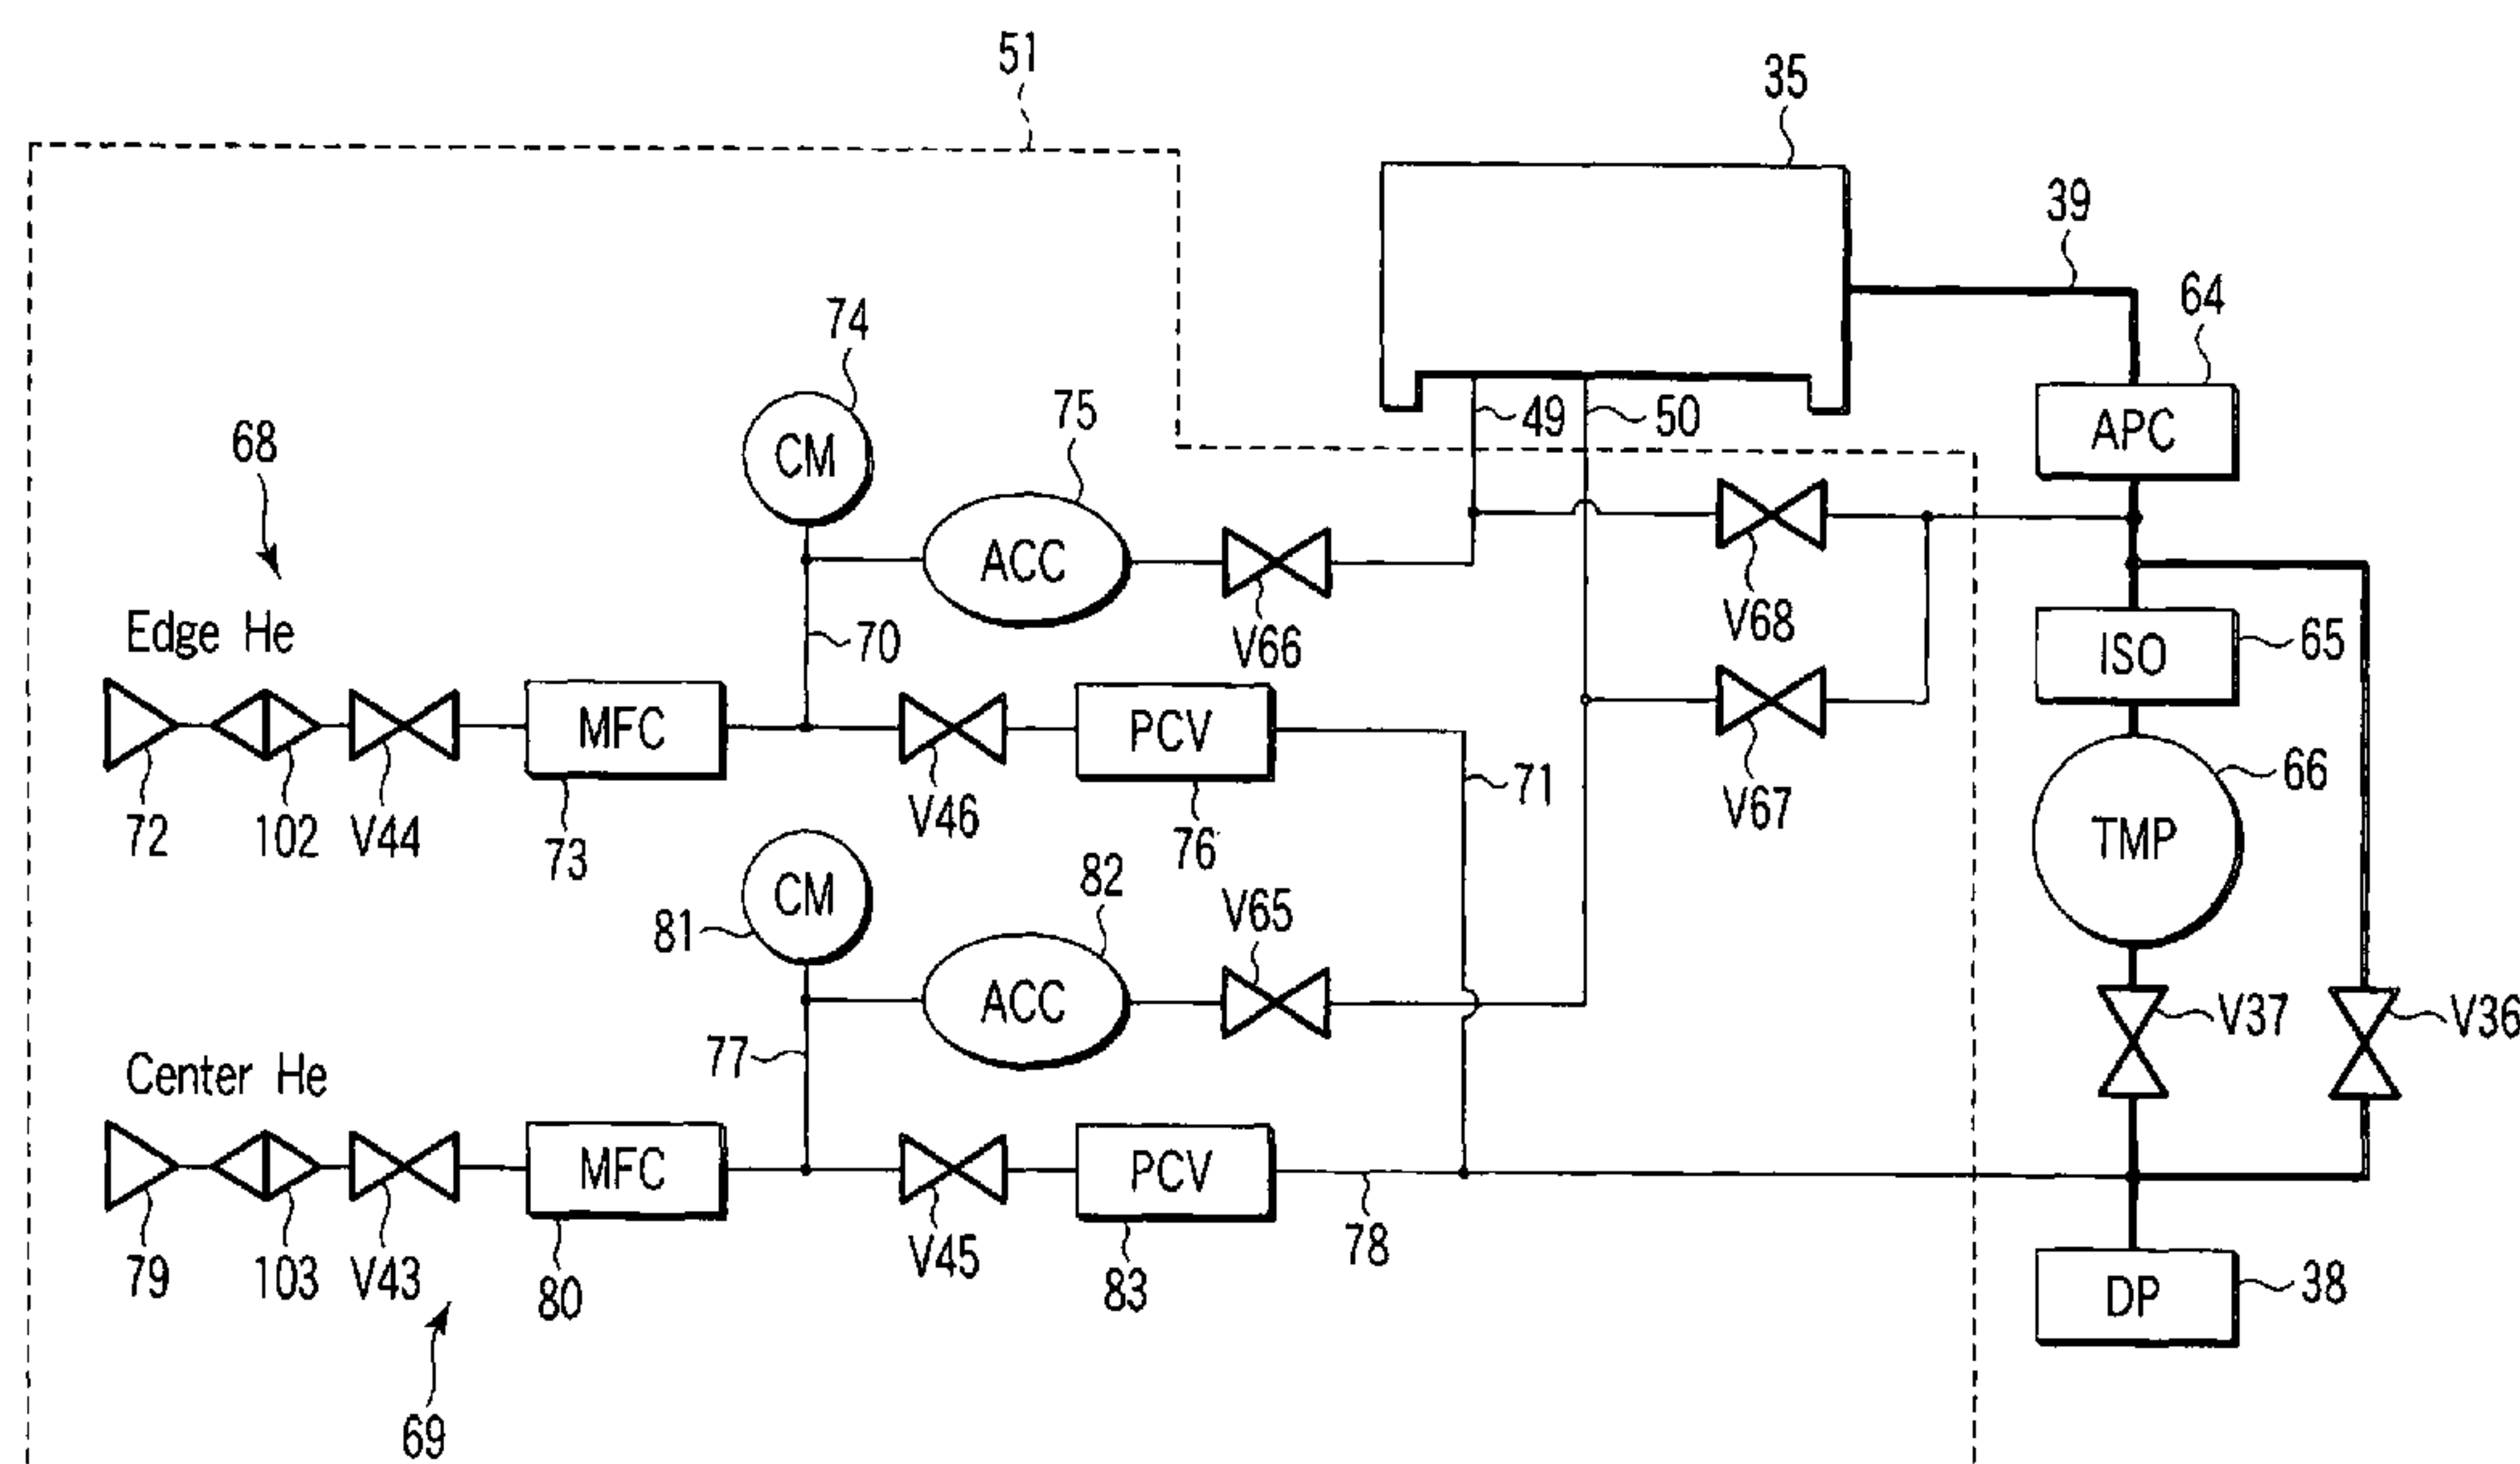 51
35
39
64
74
75
49
50
APC
68
CM
ACC
V66
V68
Edge He
70
ISO
65
MFC
PCV
71
66
72
102
V44
73
V46
76
V67
TMP
82
81
CM
V65
ACC
V37
V36
77
Center He
MFC
PCV
79
103
V43
80
V45
83
78
DP
38
69